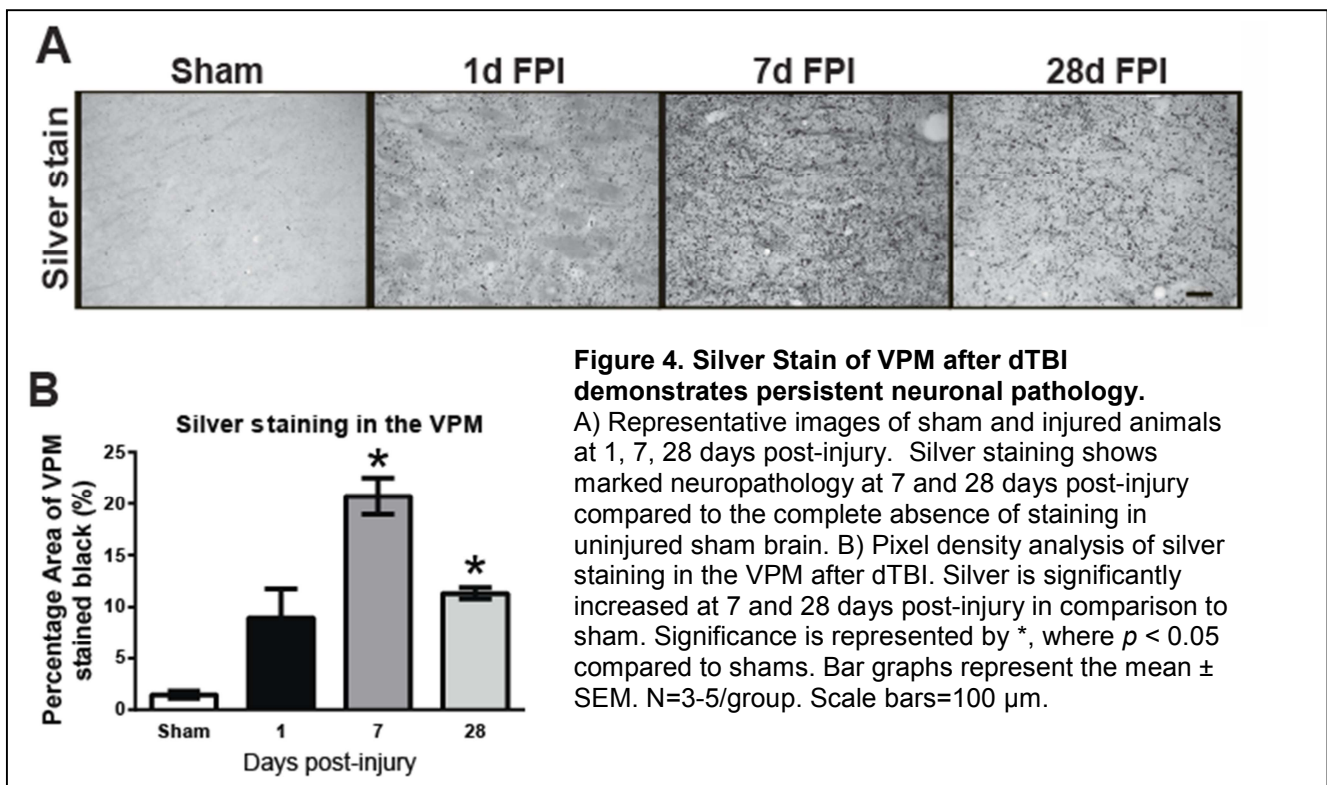 A
Sham 1d FPI 7d FPI 28d FPI
Silver stain
Figure 4. Silver Stain of VPM after dTBI
demonstrates persistent neuronal pathology.
A) Representative images of sham and injured animals
at 1, 7, 28 days post-injury.  Silver staining shows
marked neuropathology at 7 and 28 days post-injury
compared to the complete absence of staining in
uninjured sham brain. B) Pixel density analysis of silver
staining in the VPM after dTBI. Silver is significantly
increased at 7 and 28 days post-injury in comparison to
sham. Significance is represented by *, where p < 0.05
compared to shams. Bar graphs represent the mean ±
SEM. N=3-5/group. Scale bars=100 µm.
B
Silver staining in the VPM
Percentage Area of VPM
stained black (%)
25
20
15
10
5
0
*
*
Sham 1 7 28
Days post-injury